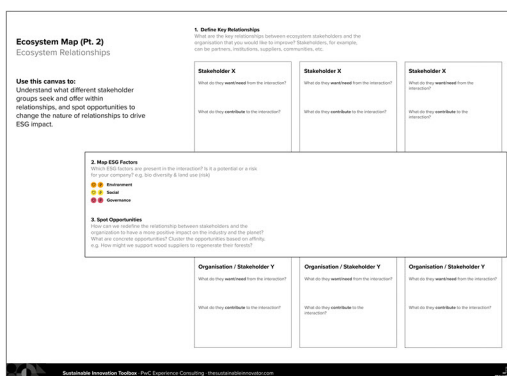 Ecosystem Map (Pt. 2)
Ecosystem Relationships
Use this canvas to:
Understand what different stakeholder
groups seek and offer within
relationships, and spot opportunities to
change the nature of relationships to drive
ESG impact.
1. Define Key Relationships
What are the key relationships between ecosystem stakeholders and the
organisation that you would like to improve? Stakeholders, for example,
can be partners, institutions, suppliers, communities, etc.
Stakeholder X
What do they want/need from the interaction?
What do they contribute to the interaction?
Stakeholder X
What do they want/need from the interaction?
What do they contribute to the interaction?
Stakeholder X
What do they want/need from the
interaction?
What do they contribute to the
interaction?
2. Map ESG Factors
Which ESG factors are present in the interaction? Is it a potential or a risk
for your company? e.g. bio diversity & land use (risk)
Environment
Social
Governance
3. Spot Opportunities
How can we redefine the relationship between stakeholders and the
organization to have a more positive impact on the industry and the planet?
What are concrete opportunities? Cluster the opportunities based on affinity.
e.g. How might we support wood suppliers to regenerate their forests?
Organisation / Stakeholder Y
What do they want/need from the interaction?
What do they contribute to the interaction?
Organisation / Stakeholder Y
What do they want/need from the interaction?
What do they contribute to the
interaction?
Organisation / Stakeholder Y
What do they want/need from the interaction?
What do they contribute to the interaction?
Sustainable Innovation Toolbox · PwC Experience Consulting · thesustainableinnovator.com